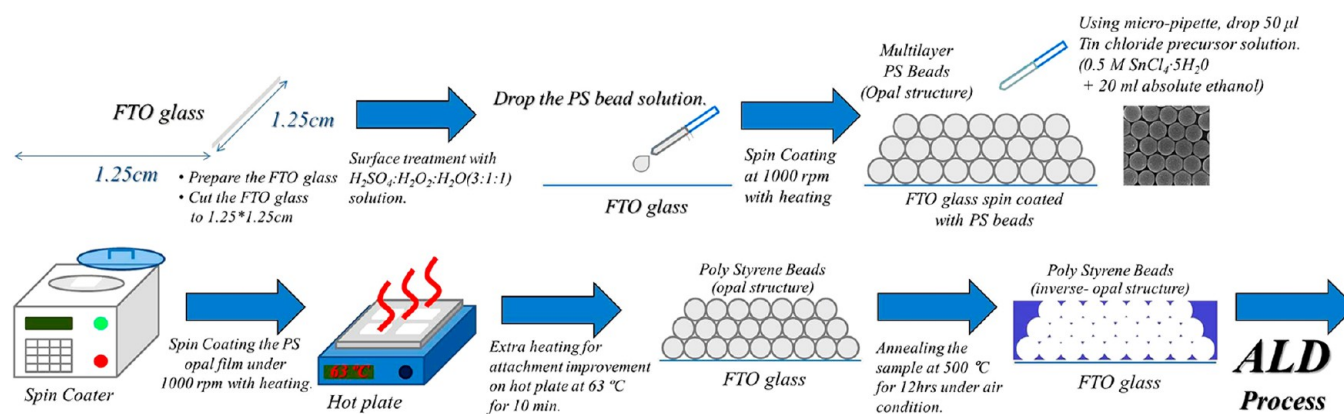 FTO glass
1.25cm
1.25cm
• Prepare the FTO glass
• Cut the FTO glass
to 1.25*1.25cm
Surface treatment with
H₂SO₄:H₂O₂:H₂O(3:1:1)
solution.
Drop the PS bead solution.
FTO glass
Spin Coating
at 1000 rpm
with heating
Multilayer
PS Beads
(Opal structure)
Using micro-pipette, drop 50 μl
Tin chloride precursor solution.
(0.5 M SnCl₄·5H₂0
+ 20 ml absolute ethanol)
FTO glass spin coated
with PS beads
Spin Coater
Spin Coating the PS
opal film under
1000 rpm with heating.
63 ℃
Hot plate
Extra heating for
attachment improvement
on hot plate at 63 ℃
for 10 min.
Poly Styrene Beads
(opal structure)
FTO glass
Annealing the
sample at 500 ℃
for 12hrs under air
condition.
Poly Styrene Beads
(inverse- opal structure)
FTO glass
ALD
Process